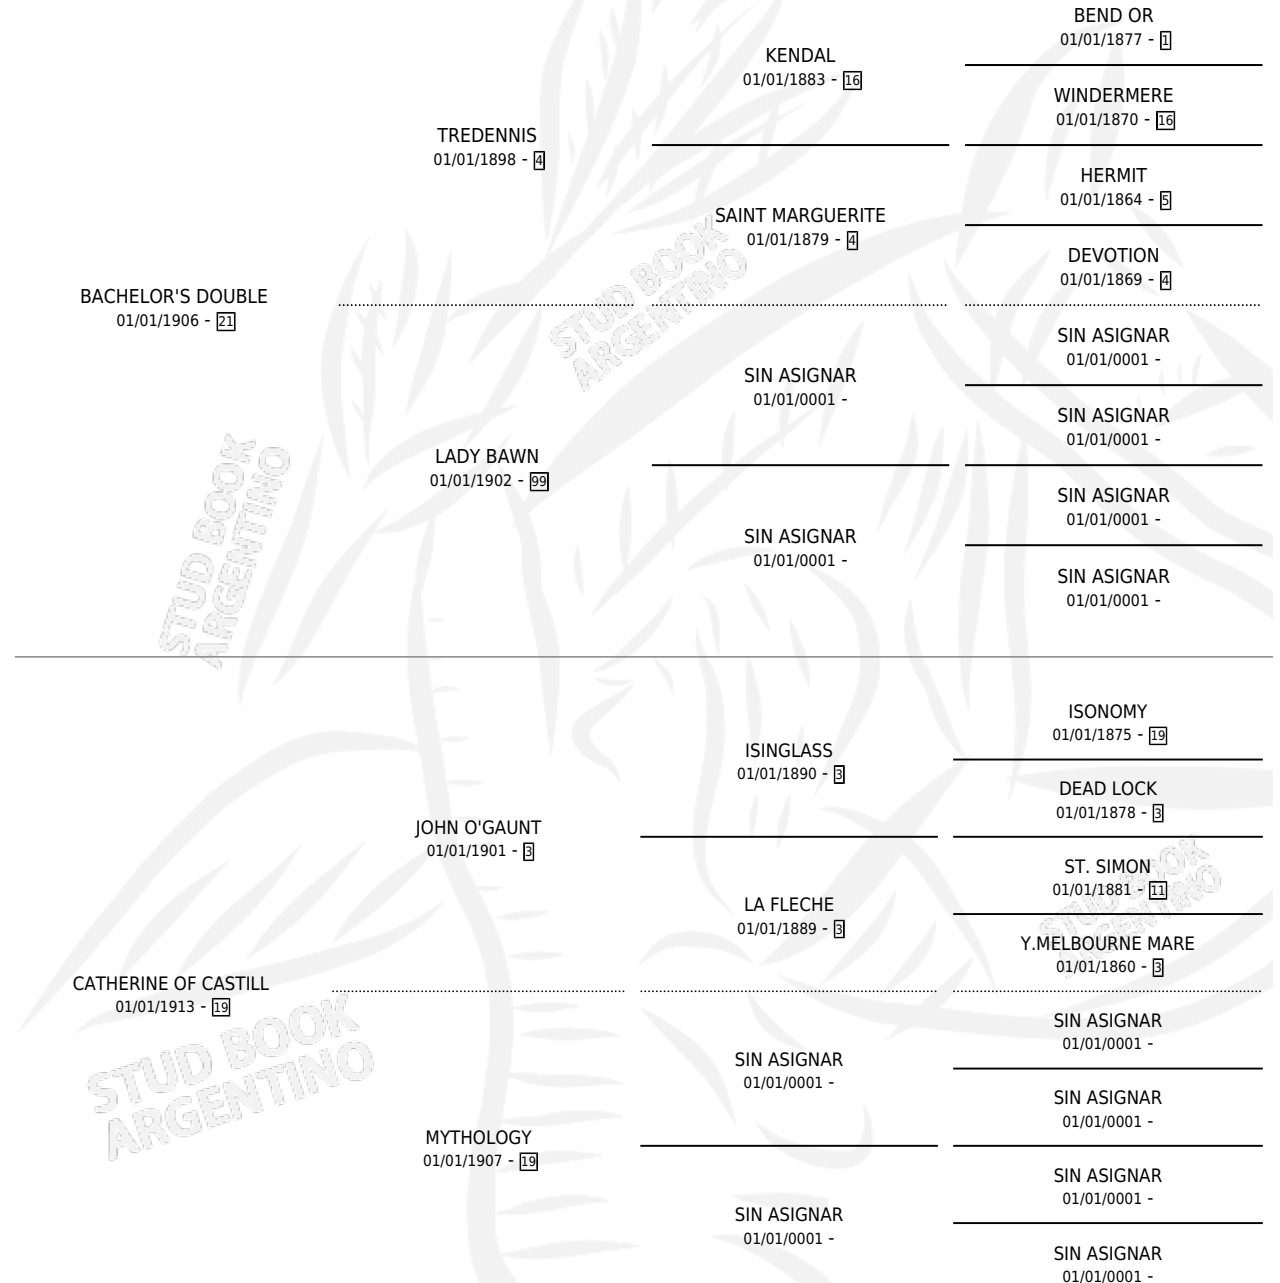 BEND OR
01/01/1877 - 1
KENDAL
01/01/1883 - 16
WINDERMERE
01/01/1870 - 16
TREDENNIS
01/01/1898 - 4
HERMIT
01/01/1864 - 5
SAINT MARGUERITE
01/01/1879 - 4
DEVOTION
01/01/1869 - 4
BACHELOR'S DOUBLE
01/01/1906 - 21
SIN ASIGNAR
01/01/0001 -
SIN ASIGNAR
01/01/0001 -
SIN ASIGNAR
01/01/0001 -
LADY BAWN
01/01/1902 - 99
SIN ASIGNAR
01/01/0001 -
SIN ASIGNAR
01/01/0001 -
SIN ASIGNAR
01/01/0001 -
STUD BOOK
ARGENTINO
STUD BOOK
ARGENTINO
ISONOMY
01/01/1875 - 19
ISINGLASS
01/01/1890 - 3
DEAD LOCK
01/01/1878 - 3
JOHN O'GAUNT
01/01/1901 - 3
ST. SIMON
01/01/1881 - 11
LA FLECHE
01/01/1889 - 3
Y.MELBOURNE MARE
01/01/1860 - 3
STUD BOOK
ARGENTINO
CATHERINE OF CASTILL
01/01/1913 - 19
SIN ASIGNAR
01/01/0001 -
SIN ASIGNAR
01/01/0001 -
SIN ASIGNAR
01/01/0001 -
STUD BOOK
ARGENTINO
MYTHOLOGY
01/01/1907 - 19
SIN ASIGNAR
01/01/0001 -
SIN ASIGNAR
01/01/0001 -
SIN ASIGNAR
01/01/0001 -